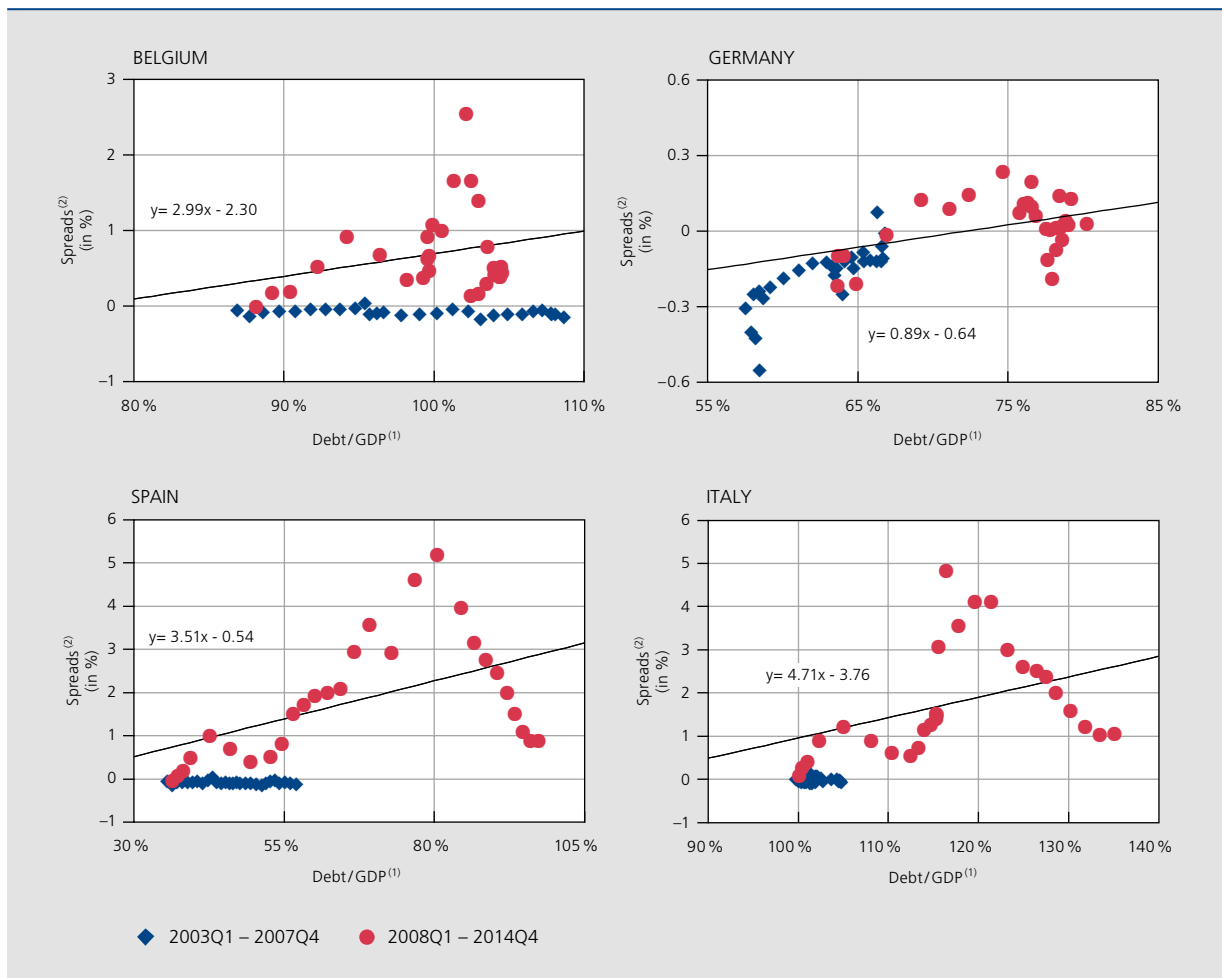 BELGIUM
3
2
1
0
–1
Spreads (2)
(in %)
y= 2.99x - 2.30
80 % 90 % 100 % 110 %
Debt/GDP (1)
GERMANY
0.6
0.3
0
–0.3
–0.6
Spreads (2)
(in %)
y= 0.89x - 0.64
55 % 65 % 75 % 85 %
Debt/GDP (1)
SPAIN
6
5
4
3
2
1
0
–1
Spreads (2)
(in %)
y= 3.51x - 0.54
30 % 55 % 80 % 105 %
Debt/GDP (1)
ITALY
6
5
4
3
2
1
0
–1
Spreads (2)
(in %)
y= 4.71x - 3.76
90 % 100 % 110 % 120 % 130 % 140 %
Debt/GDP (1)
2003Q1 – 2007Q4 2008Q1 – 2014Q4